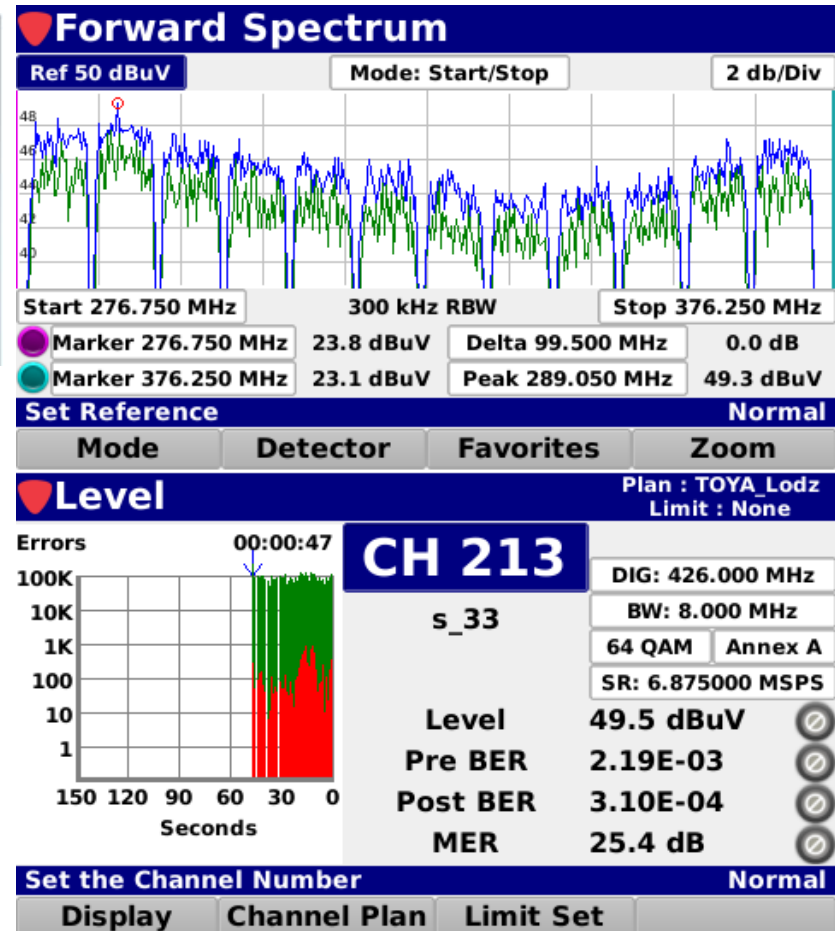 Forward Spectrum
Ref 50 dBuV Mode: Start/Stop 2 db/Div
48
46
44
42
40
Start 276.750 MHz 300 kHz RBW Stop 376.250 MHz
Marker 276.750 MHz 23.8 dBuV Delta 99.500 MHz 0.0 dB
Marker 376.250 MHz 23.1 dBuV Peak 289.050 MHz 49.3 dBuV
Set Reference Normal
Mode Detector Favorites Zoom
Level Plan : TOYA_Lodz
Limit : None
Errors 00:00:47
100K
10K
1K
100
10
1
150 120 90 60 30 0
Seconds
CH 213
s_33
DIG: 426.000 MHz
BW: 8.000 MHz
64 QAM Annex A
SR: 6.875000 MSPS
Level 49.5 dBuV
Pre BER 2.19E-03
Post BER 3.10E-04
MER 25.4 dB
Set the Channel Number Normal
Display Channel Plan Limit Set